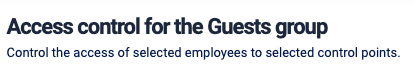 Access control for the Guests group
Control the access of selected employees to selected control points.